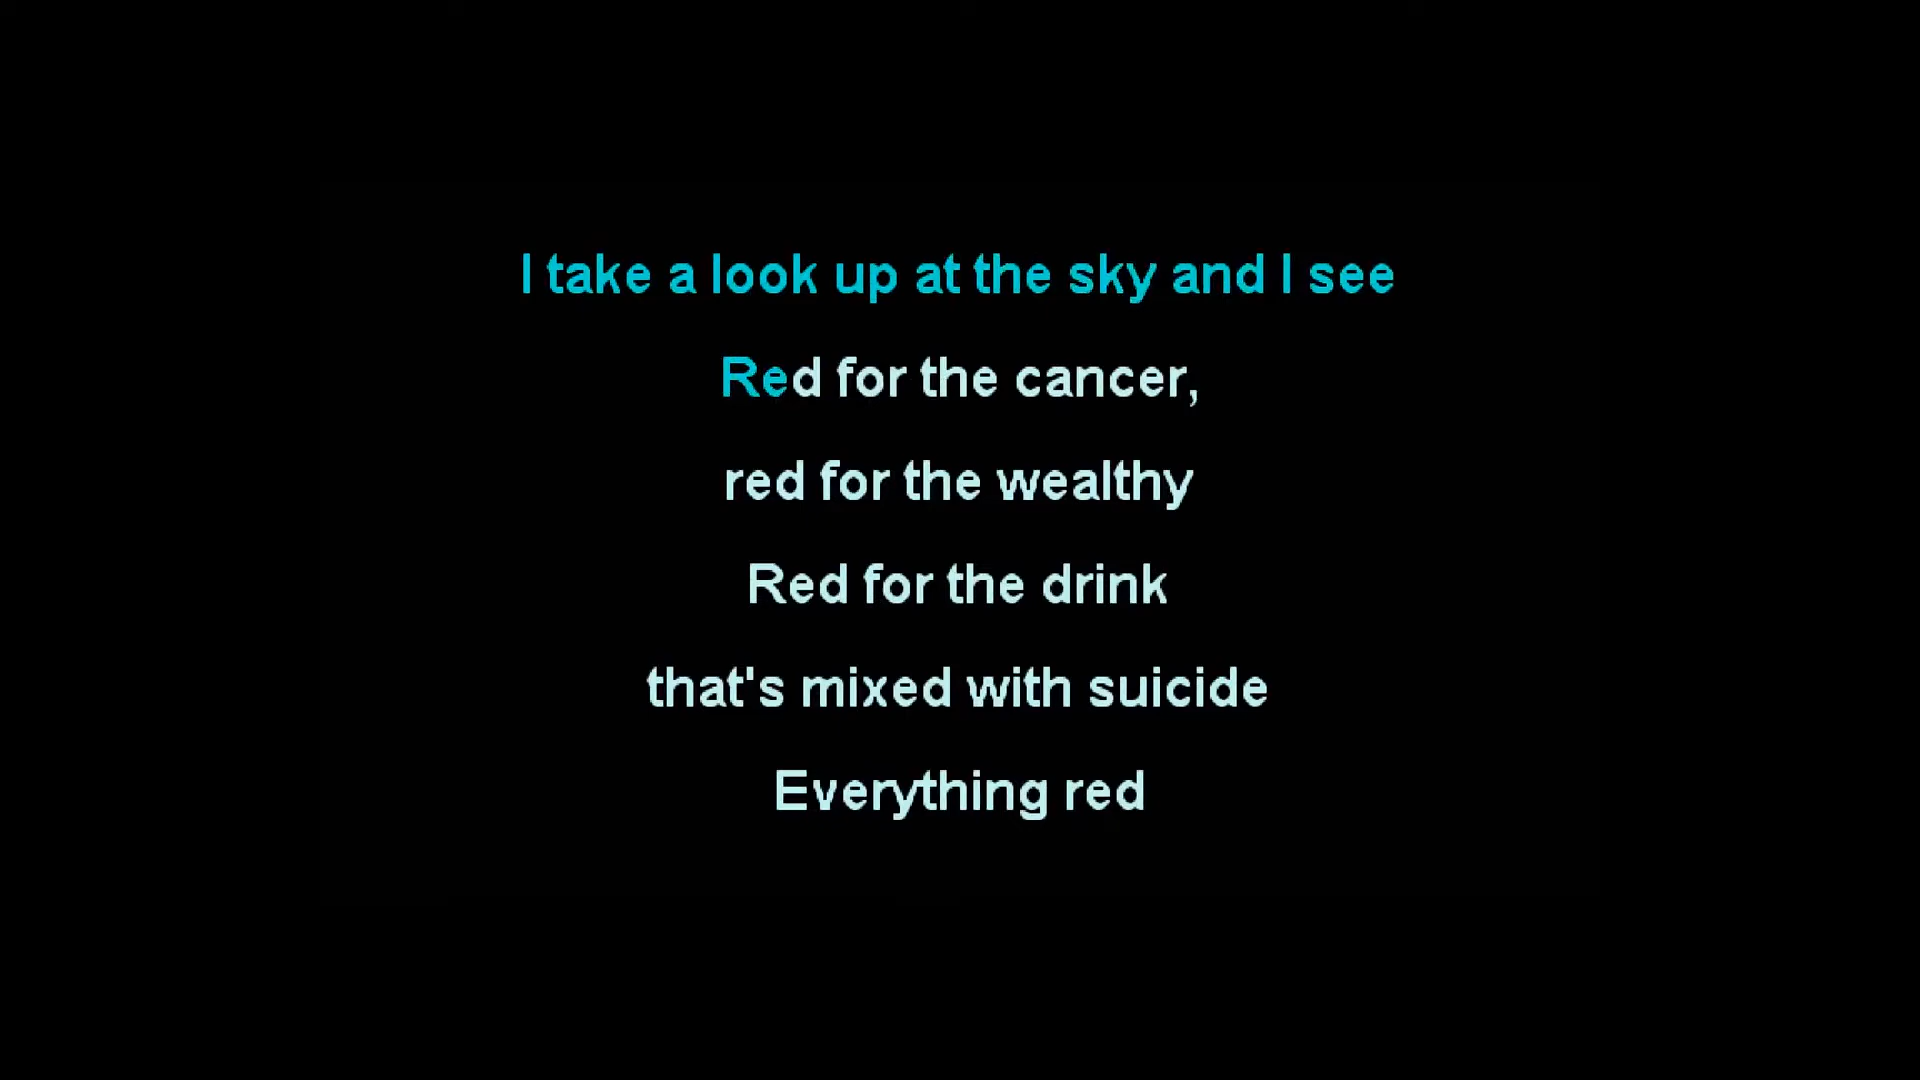 I take a look up at the sky and I see
Red for the cancer,
red for the wealthy
Red for the drink
that's mixed with suicide
Everything red